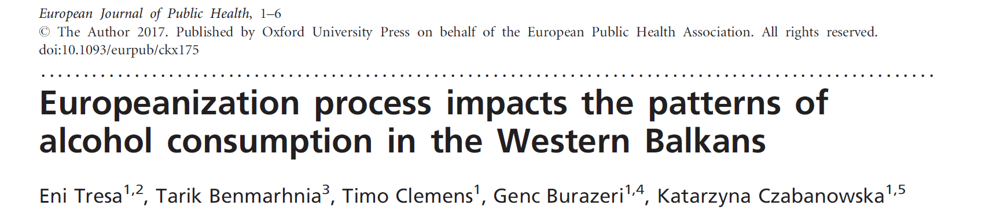 European Journal of Public Health, 1–6
© The Author 2017. Published by Oxford University Press on behalf of the European Public Health Association. All rights reserved.
doi:10.1093/eurpub/ckx175
Europeanization process impacts the patterns of
alcohol consumption in the Western Balkans
Eni Tresa1,2, Tarik Benmarhnia3, Timo Clemens1, Genc Burazeri1,4, Katarzyna Czabanowska1,5